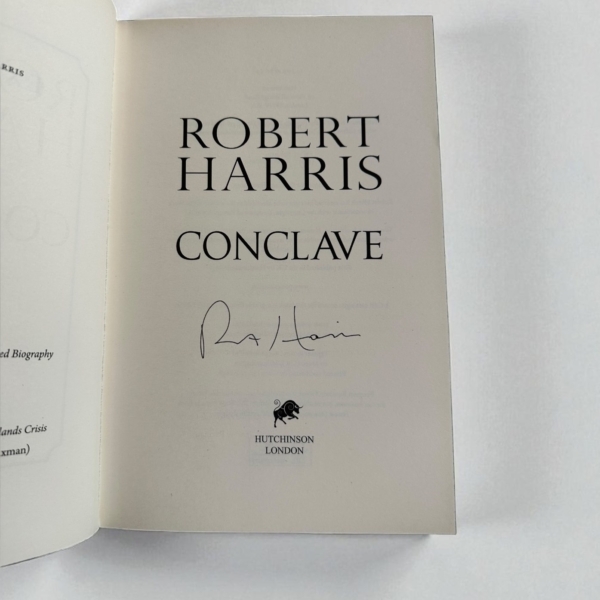 RRIS
ed Biography
lands Crisis
xman)
ROBERT
HARRIS
CONCLAVE
HUTCHINSON
LONDON